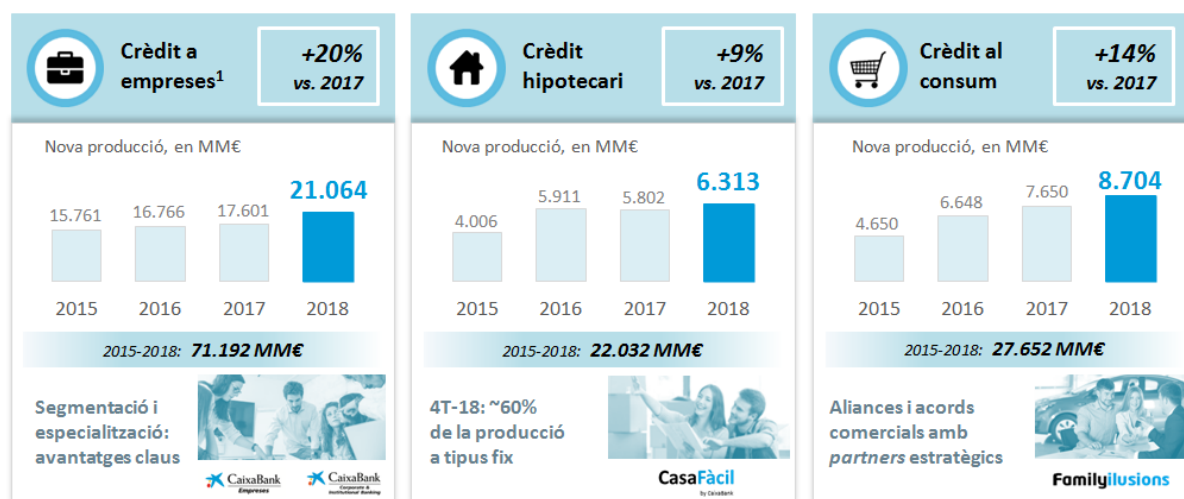 Crèdit a
empreses1
+20%
vs. 2017
Nova producció, en MM€
15.761
16.766
17.601
21.064
2015
2016
2017
2018
2015-2018: 71.192 MM€
Segmentació i
especialització:
avantatges claus
CaixaBank
Empreses
CaixaBank
Corporate &
Institutional Banking
Crèdit
hipotecari
+9%
vs. 2017
Nova producció, en MM€
4.006
5.911
5.802
6.313
2015
2016
2017
2018
2015-2018: 22.032 MM€
4T-18: ~60%
de la producció
a tipus fix
CasaFàcil
by CaixaBank
Crèdit al
consum
+14%
vs. 2017
Nova producció, en MM€
4.650
6.648
7.650
8.704
2015
2016
2017
2018
2015-2018: 27.652 MM€
Aliances i acords
comercials amb
partners estratègics
Familyilusions